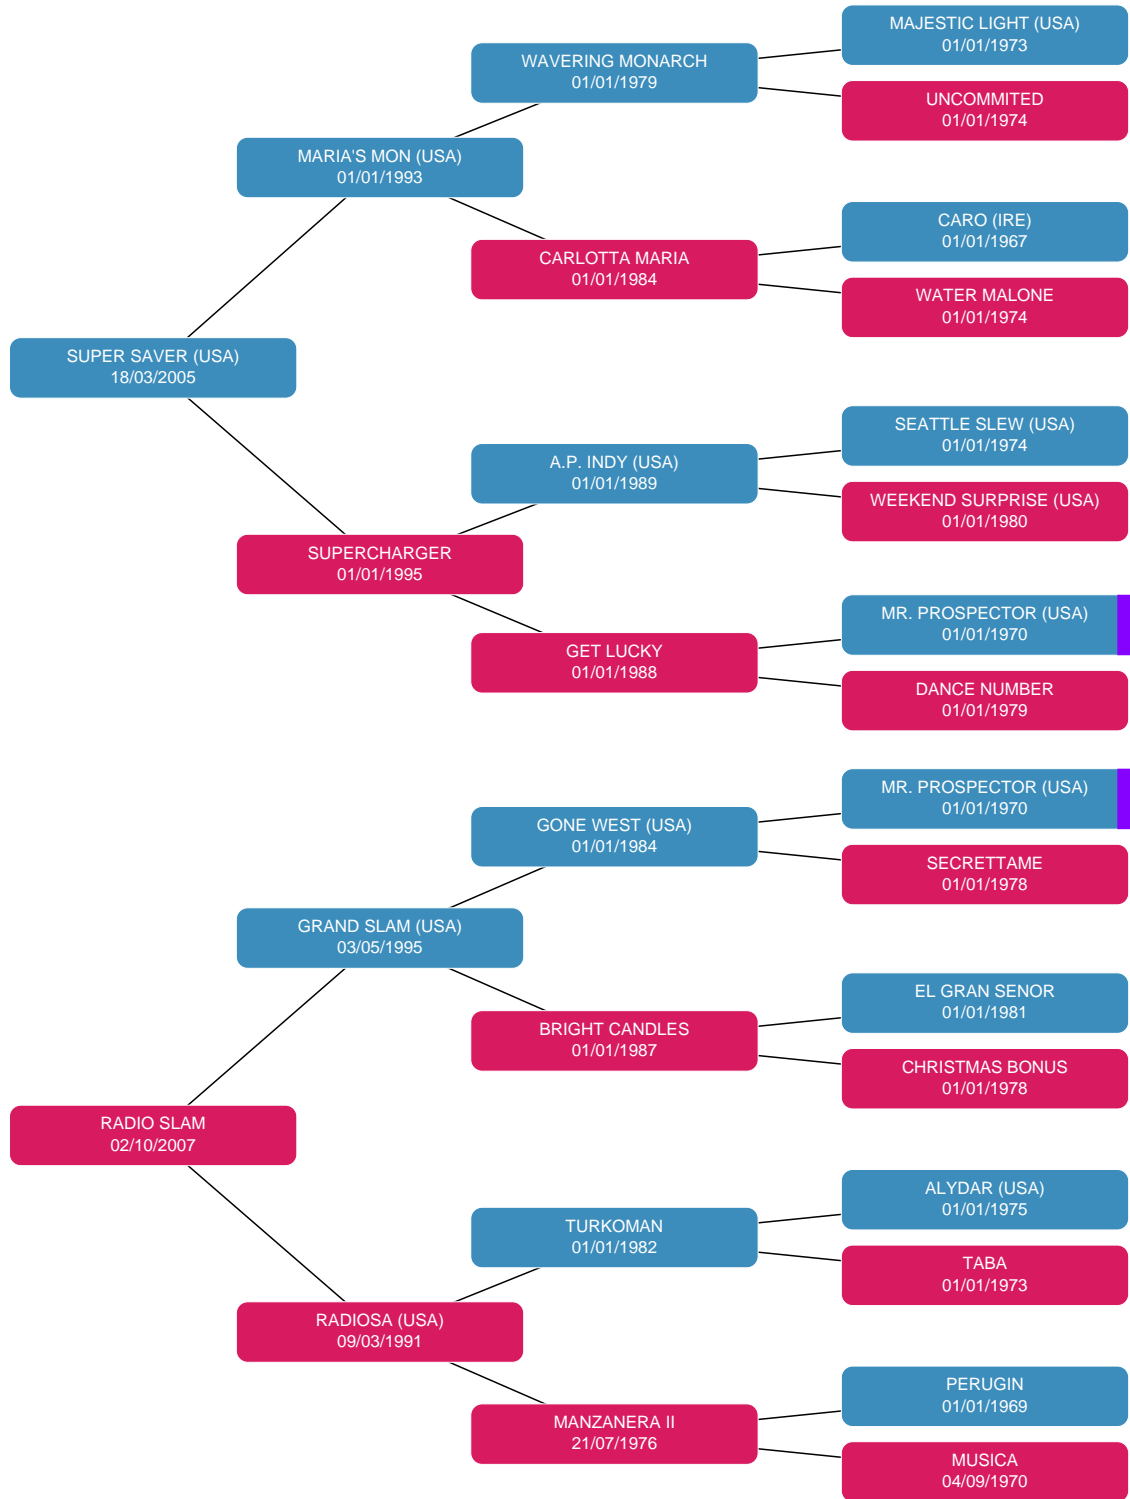 MAJESTIC LIGHT (USA)
01/01/1973
WAVERING MONARCH
01/01/1979
UNCOMMITED
01/01/1974
MARIA'S MON (USA)
01/01/1993
CARO (IRE)
01/01/1967
CARLOTTA MARIA
01/01/1984
WATER MALONE
01/01/1974
SUPER SAVER (USA)
18/03/2005
SEATTLE SLEW (USA)
01/01/1974
A.P. INDY (USA)
01/01/1989
WEEKEND SURPRISE (USA)
01/01/1980
SUPERCHARGER
01/01/1995
MR. PROSPECTOR (USA)
01/01/1970
GET LUCKY
01/01/1988
DANCE NUMBER
01/01/1979
MR. PROSPECTOR (USA)
01/01/1970
GONE WEST (USA)
01/01/1984
SECRETTAME
01/01/1978
GRAND SLAM (USA)
03/05/1995
EL GRAN SENOR
01/01/1981
BRIGHT CANDLES
01/01/1987
CHRISTMAS BONUS
01/01/1978
RADIO SLAM
02/10/2007
ALYDAR (USA)
01/01/1975
TURKOMAN
01/01/1982
TABA
01/01/1973
RADIOSA (USA)
09/03/1991
PERUGIN
01/01/1969
MANZANERA II
21/07/1976
MUSICA
04/09/1970